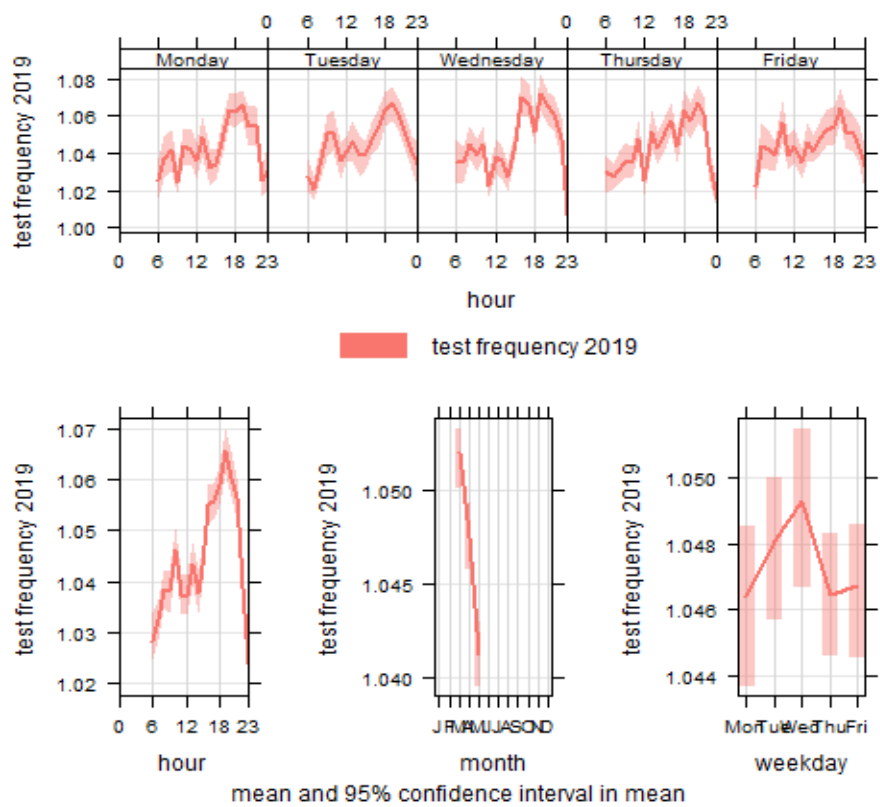 0 6 12 18 23 0 6 12 18 23
Monday Tuesday Wednesday Thursday Friday
test frequency 2019
1.08
1.06
1.04
1.02
1.00
0 6 12 18 23 0 6 12 18 23 0 6 12 18 23
hour
test frequency 2019
test frequency 2019
1.07
1.06
1.05
1.04
1.03
1.02
0 6 12 18 23
hour
test frequency 2019
1.050
1.045
1.040
J F M A M J J A S O N D
month
test frequency 2019
1.050
1.048
1.046
1.044
Mon Tue Wed Thu Fri
weekday
mean and 95% confidence interval in mean